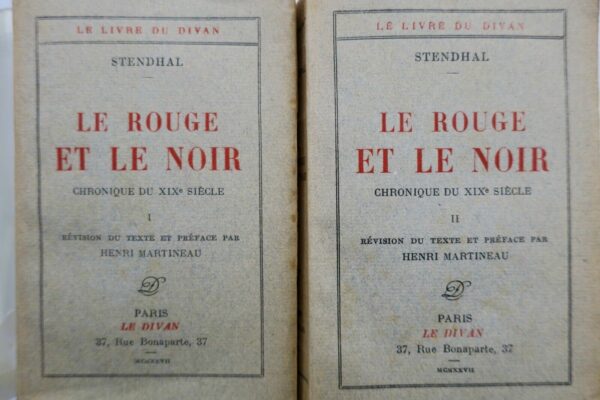 LE LIVRE DU DIVAN
STENDHAL
LE ROUGE
ET LE NOIR
CHRONIQUE DU XIXe SIÈCLE
I
RÉVISION DU TEXTE ET PRÉFACE PAR
HENRI MARTINEAU
D
PARIS
LE DIVAN
37, Rue Bonaparte, 37
MCMXXVII
LE LIVRE DU DIVAN
STENDHAL
LE ROUGE
ET LE NOIR
CHRONIQUE DU XIXe SIÈCLE
II
RÉVISION DU TEXTE ET PRÉFACE PAR
HENRI MARTINEAU
D
PARIS
LE DIVAN
37, Rue Bonaparte, 37
MCMXXVII